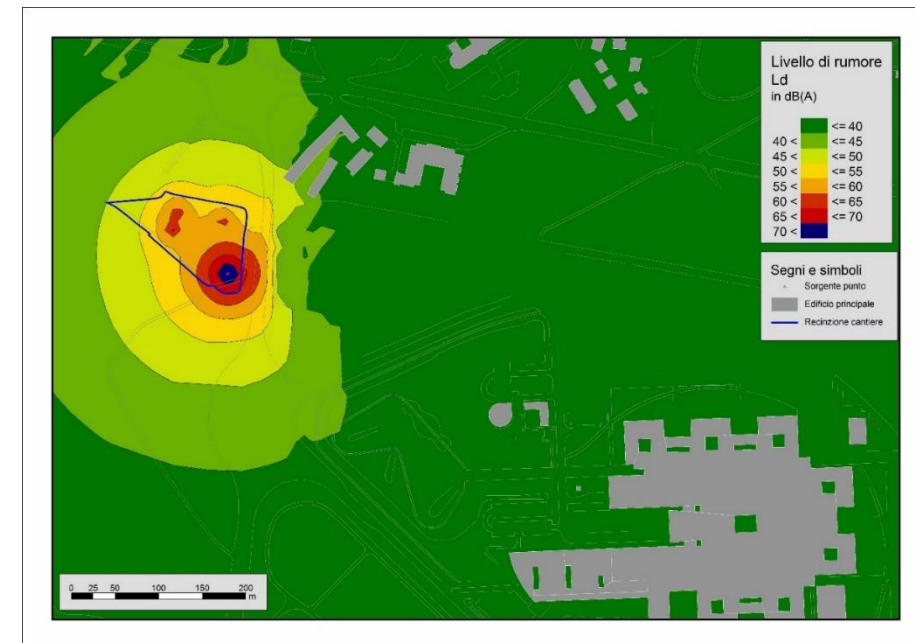 Livello di rumore
Ld
in dB(A)
<= 40
40 < <= 45
45 < <= 50
50 < <= 55
55 < <= 60
60 < <= 65
65 < <= 70
70 <
Segni e simboli
Sorgente punto
Edificio principale
Recinzione cantiere
0 25 50 100 150 200
m